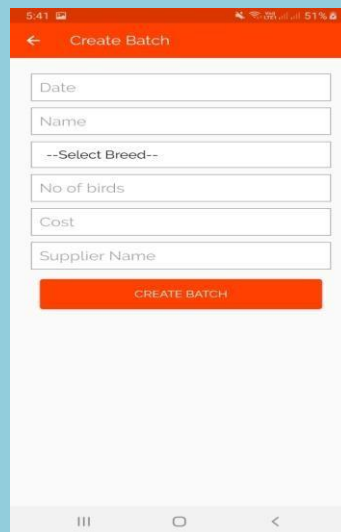 5:41 51%
Create Batch
Date
Name
--Select Breed--
No of birds
Cost
Supplier Name
CREATE BATCH